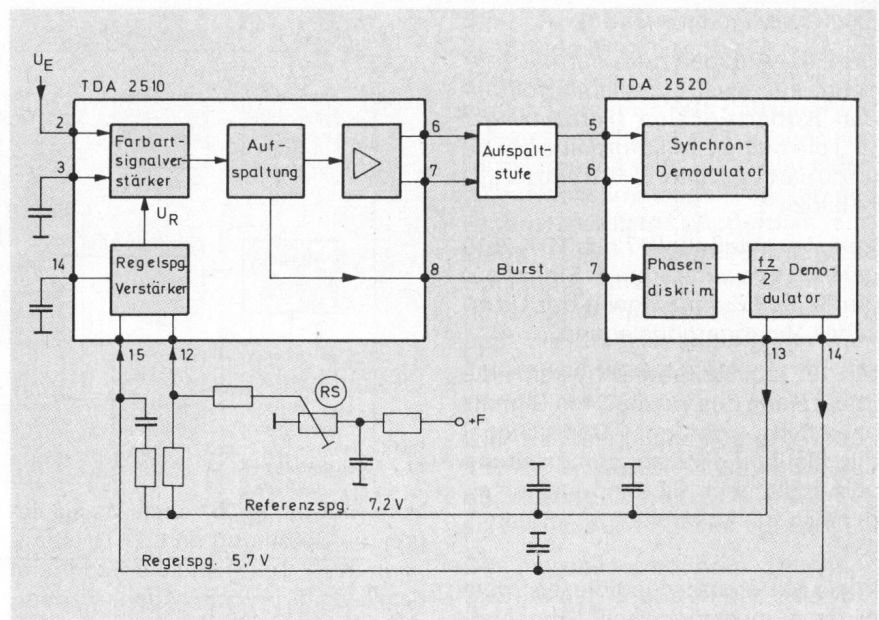 U_E
TDA 2510
TDA 2520
2
Farbart-
signalver
stärker
3
Auf-
spaltung
6
7
Aufspalt-
stufe
5
6
Synchron-
Demodulator
U_R
14
Regelspg.
Verstärker
8
Burst
7
Phasen-
diskrim.
fz/2 Demo-
dulator
15
12
13
14
RS
+F
Referenzspg. 7,2 V
Regelspg. 5,7 V